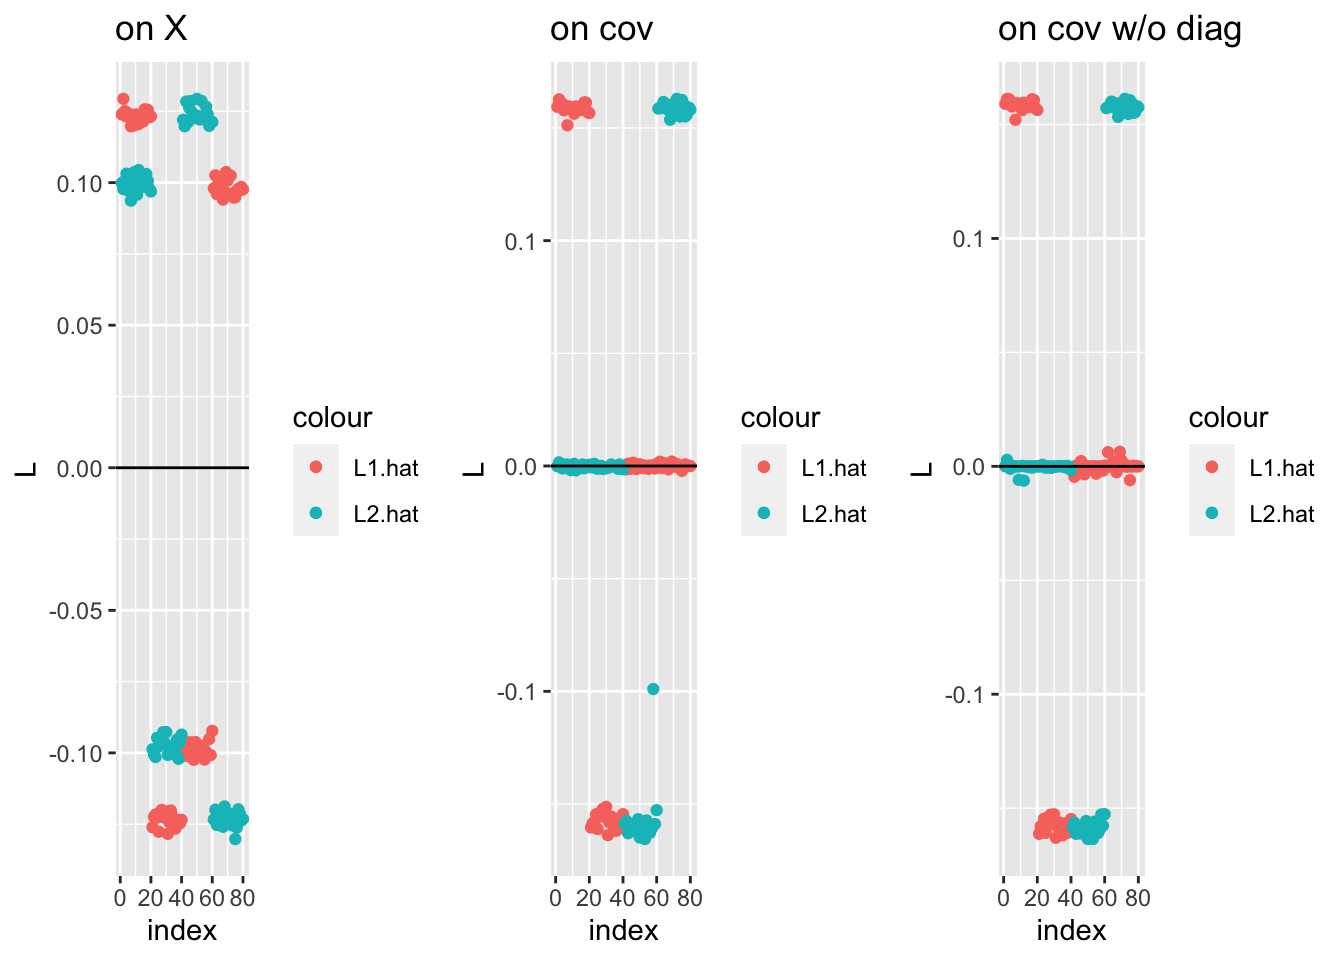 on X
0.10
0.05
0.00
-0.05
-0.10
L
0 20 40 60 80
index
colour
L1.hat
L2.hat
on cov
0.1
0.0
-0.1
L
0 20 40 60 80
index
colour
L1.hat
L2.hat
on cov w/o diag
0.1
0.0
-0.1
L
0 20 40 60 80
index
colour
L1.hat
L2.hat